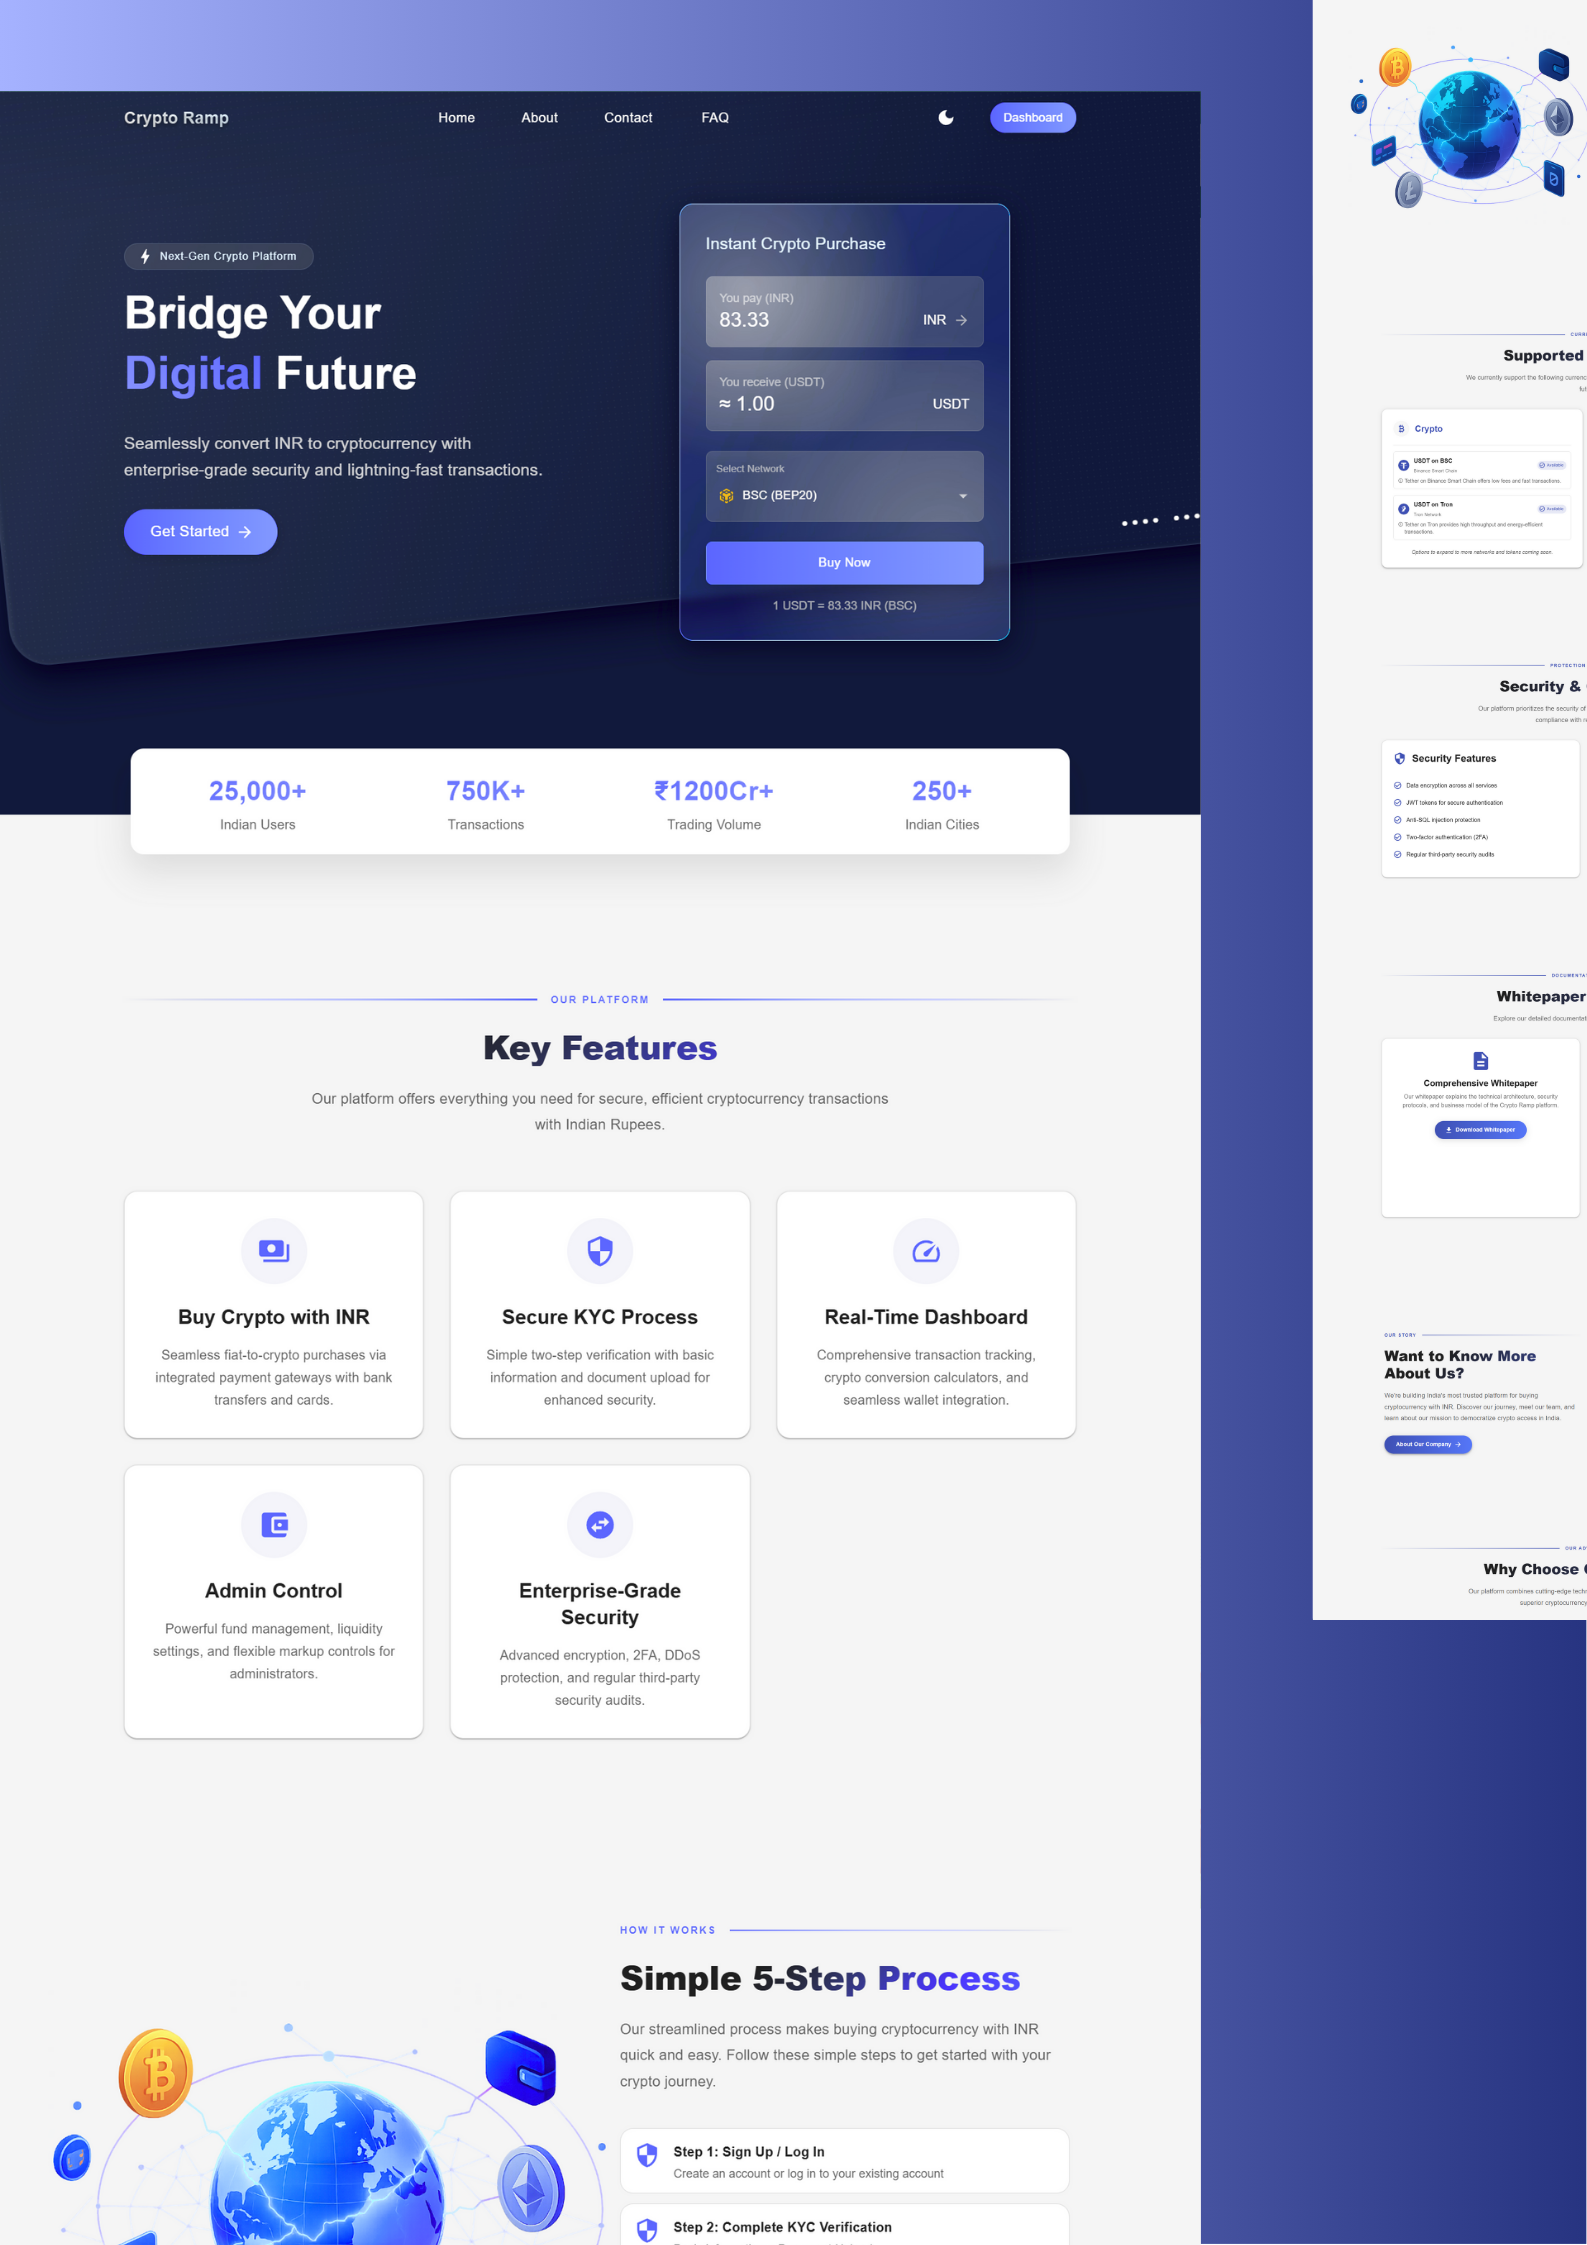 Crypto Ramp
Home
About
Contact
FAQ
Dashboard
Next-Gen Crypto Platform
Bridge Your
Digital Future
Seamlessly convert INR to cryptocurrency with
enterprise-grade security and lightning-fast transactions.
Get Started
Instant Crypto Purchase
You pay (INR)
83.33
INR
You receive (USDT)
≈ 1.00
USDT
Select Network
BSC (BEP20)
Buy Now
1 USDT = 83.33 INR (BSC)
25,000+
Indian Users
750K+
Transactions
₹1200Cr+
Trading Volume
250+
Indian Cities
OUR PLATFORM
Key Features
Our platform offers everything you need for secure, efficient cryptocurrency transactions
with Indian Rupees.
Buy Crypto with INR
Seamless fiat-to-crypto purchases via
integrated payment gateways with bank
transfers and cards.
Secure KYC Process
Simple two-step verification with basic
information and document upload for
enhanced security.
Real-Time Dashboard
Comprehensive transaction tracking,
crypto conversion calculators, and
seamless wallet integration.
Admin Control
Powerful fund management, liquidity
settings, and flexible markup controls for
administrators.
Enterprise-Grade
Security
Advanced encryption, 2FA, DDoS
protection, and regular third-party
security audits.
HOW IT WORKS
Simple 5-Step Process
Our streamlined process makes buying cryptocurrency with INR
quick and easy. Follow these simple steps to get started with your
crypto journey.
Step 1: Sign Up / Log In
Create an account or log in to your existing account
Step 2: Complete KYC Verification
Supported
We currently support the following
Crypto
USDT on BSC
Binance Smart Chain
Available
Tether on Binance Smart Chain offers low fees and fast transactions.
USDT on Tron
Tron Network
Available
Tether on Tron provides high throughput and energy-efficient
transactions.
Options to expand to more networks and tokens coming soon.
PROTECTION
Security &
Our platform prioritizes the security of
compliance with
Security Features
Data encryption across all services
JWT tokens for secure authentication
Anti-SQL injection protection
Two-factor authentication (2FA)
Regular third-party security audits
Whitepaper
Explore our detailed
Comprehensive Whitepaper
Our whitepaper explains the technical architecture, security
protocols, and business model of the Crypto Ramp platform.
Download Whitepaper
OUR STORY
Want to Know More
About Us?
We're building India's most trusted platform for buying
cryptocurrency with INR. Discover our journey, meet our team, and
learn about our mission to democratize crypto access in India.
About Our Company
OUR
Why Choose
Our platform combines cutting-edge
superior cryptocurrency